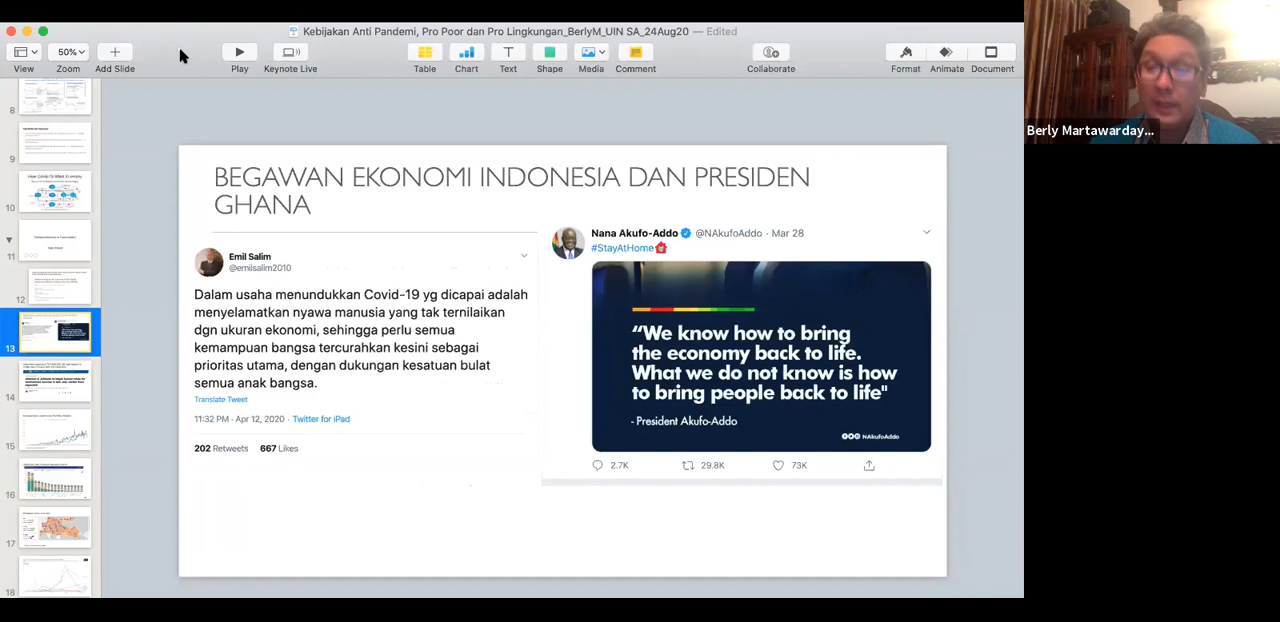 Kebijakan Anti Pandemi, Pro Poor dan Pro Lingkungan_BerlyM_UIN SA_24Aug20 — Edited
50%
View
Zoom
Add Slide
Play
Keynote Live
Table
Chart
Text
Shape
Media
Comment
Collaborate
Format
Animate
Document
Berly Martawarday...
8
9
10
11
12
13
14
15
16
17
18
How Covid-19 Affect Economy
BEGAWAN EKONOMI INDONESIA DAN PRESIDEN
GHANA
Emil Salim
@emilsalim2010
Dalam usaha menundukkan Covid-19 yg dicapai adalah
menyelamatkan nyawa manusia yang tak ternilaikan
dgn ukuran ekonomi, sehingga perlu semua
kemampuan bangsa tercurahkan kesini sebagai
prioritas utama, dengan dukungan kesatuan bulat
semua anak bangsa.
Translate Tweet
11:32 PM · Apr 12, 2020 · Twitter for iPad
202 Retweets 667 Likes
Nana Akufo-Addo @NAkufoAddo · Mar 28
#StayAtHome
“We know how to bring
the economy back to life.
What we do not know is how
to bring people back to life"
- President Akufo-Addo
NAkufoAddo
2.7K
29.8K
73K